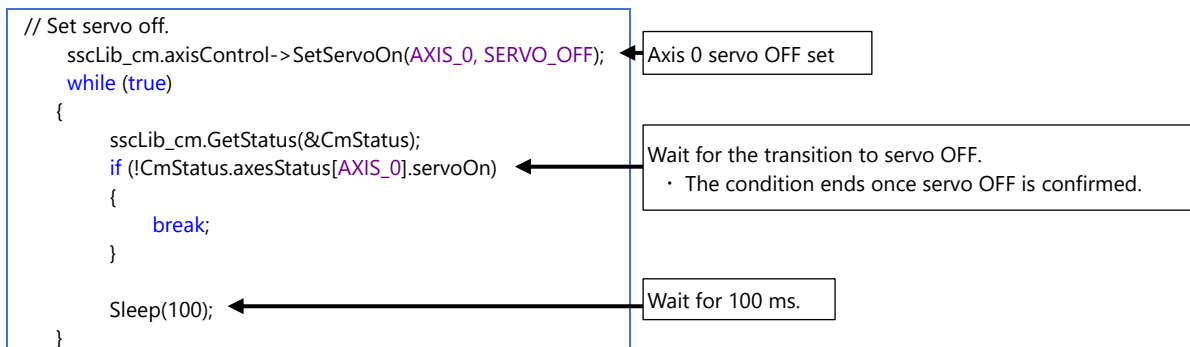 // Set servo off.
sscLib_cm.axisControl->SetServoOn(AXIS_0, SERVO_OFF);
Axis 0 servo OFF set
while (true)
{
sscLib_cm.GetStatus(&CmStatus);
if (!CmStatus.axesStatus[AXIS_0].servoOn)
Wait for the transition to servo OFF.
・ The condition ends once servo OFF is confirmed.
{
break;
}
Sleep(100);
Wait for 100 ms.
}